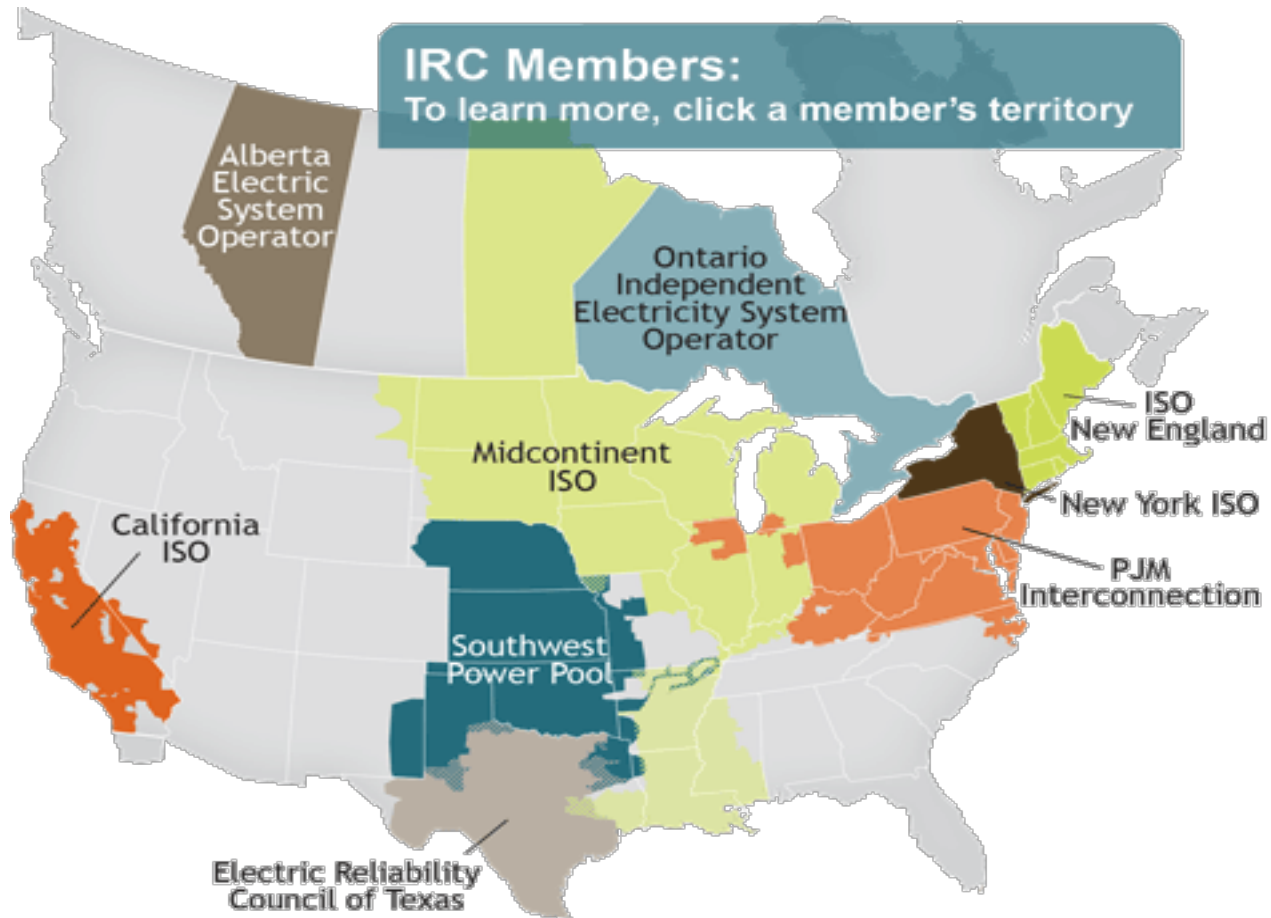 IRC Members:
To learn more, click a member's territory
Alberta
Electric
System
Operator
Ontario
Independent
Electricity System
Operator
Midcontinent
ISO
ISO
New England
New York ISO
California
ISO
PJM
Interconnection
Southwest
Power Pool
Electric Reliability
Council of Texas